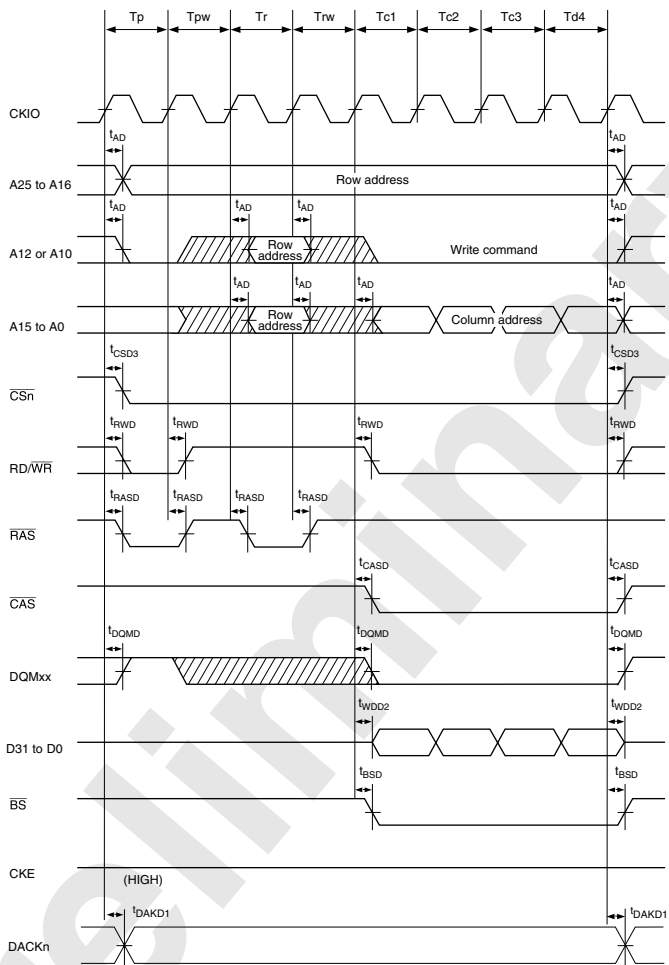 Tp Tpw Tr Trw Tc1 Tc2 Tc3 Td4
CKIO
tAD tAD
A25 to A16 Row address
tAD tAD tAD tAD
A12 or A10 Row address Write command
tAD tAD tAD tAD
A15 to A0 Row address Column address
tCSD3 tCSD3
CSn
tRWD tRWD tRWD tRWD
RD/WR
tRASD tRASD tRASD tRASD
RAS
tCASD tCASD
CAS
tDQMD tDQMD tDQMD
DQMxx
tWDD2 tWDD2
D31 to D0
tBSD tBSD
BS
CKE
(HIGH)
tDAKD1 tDAKD1
DACKn
eliminar